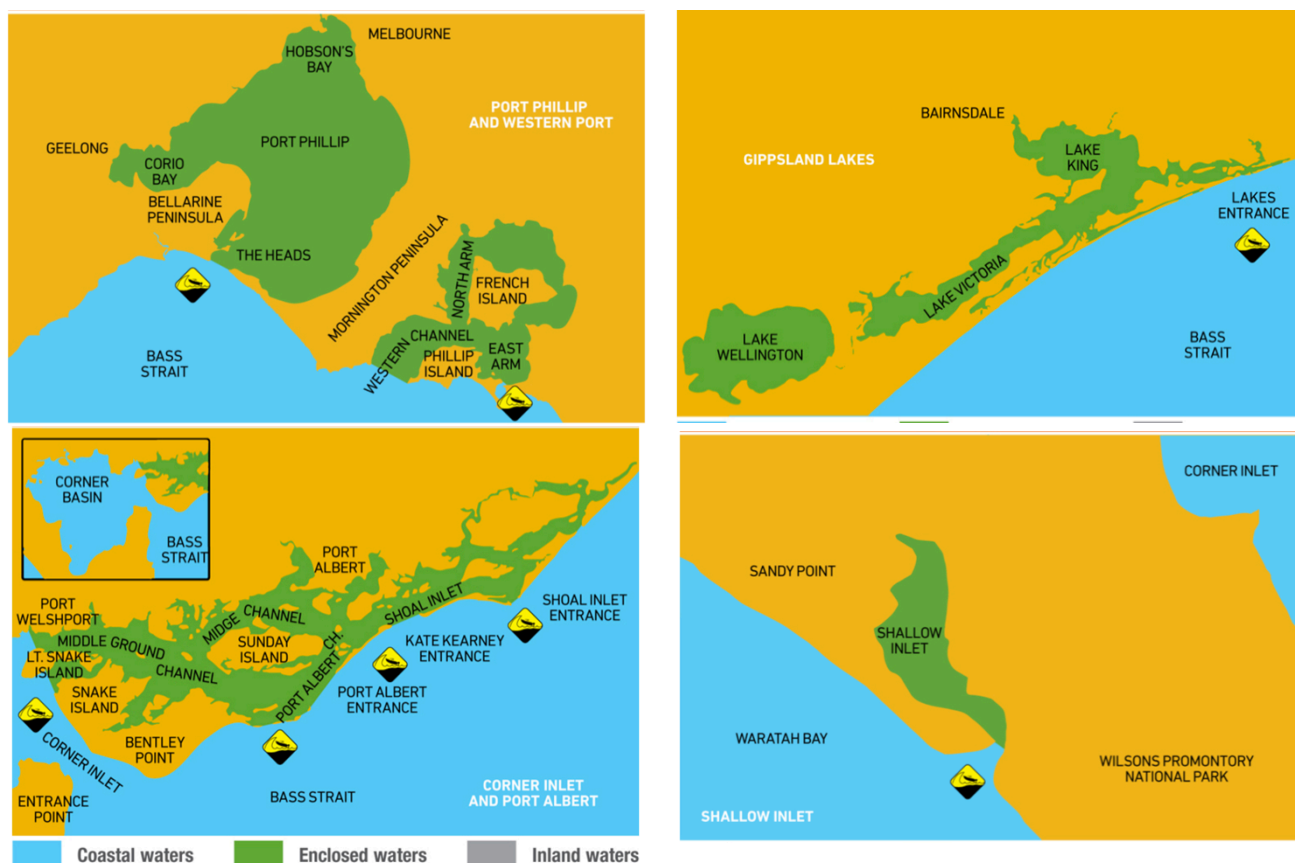 MELBOURNE
HOBSON'S
BAY
PORT PHILLIP
AND WESTERN PORT
PORT PHILLIP
GEELONG
CORIO
BAY
BELLARINE
PENINSULA
THE HEADS
MORNINGTON PENINSULA
NORTH ARM
FRENCH
ISLAND
WESTERN
CHANNEL
PHILLIP
ISLAND
EAST
ARM
BASS
STRAIT
BAIRNSDALE
LAKE
KING
GIPPSLAND LAKES
LAKES
ENTRANCE
LAKE VICTORIA
LAKE
WELLINGTON
BASS
STRAIT
CORNER
BASIN
BASS
STRAIT
PORT
ALBERT
PORT
WELSHPORT
MIDGE
CHANNEL
SHOAL INLET
SHOAL INLET
ENTRANCE
MIDDLE GROUND
CHANNEL
SUNDAY
ISLAND
PORT ALBERT CH.
KATE KEARNEY
ENTRANCE
LT. SNAKE
ISLAND
SNAKE
ISLAND
PORT ALBERT
ENTRANCE
CORNER INLET
BENTLEY
POINT
BASS STRAIT
ENTRANCE
POINT
CORNER INLET
AND PORT ALBERT
CORNER INLET
SANDY POINT
SHALLOW
INLET
WARATAH BAY
WILSONS PROMONTORY
NATIONAL PARK
SHALLOW INLET
Coastal waters
Enclosed waters
Inland waters